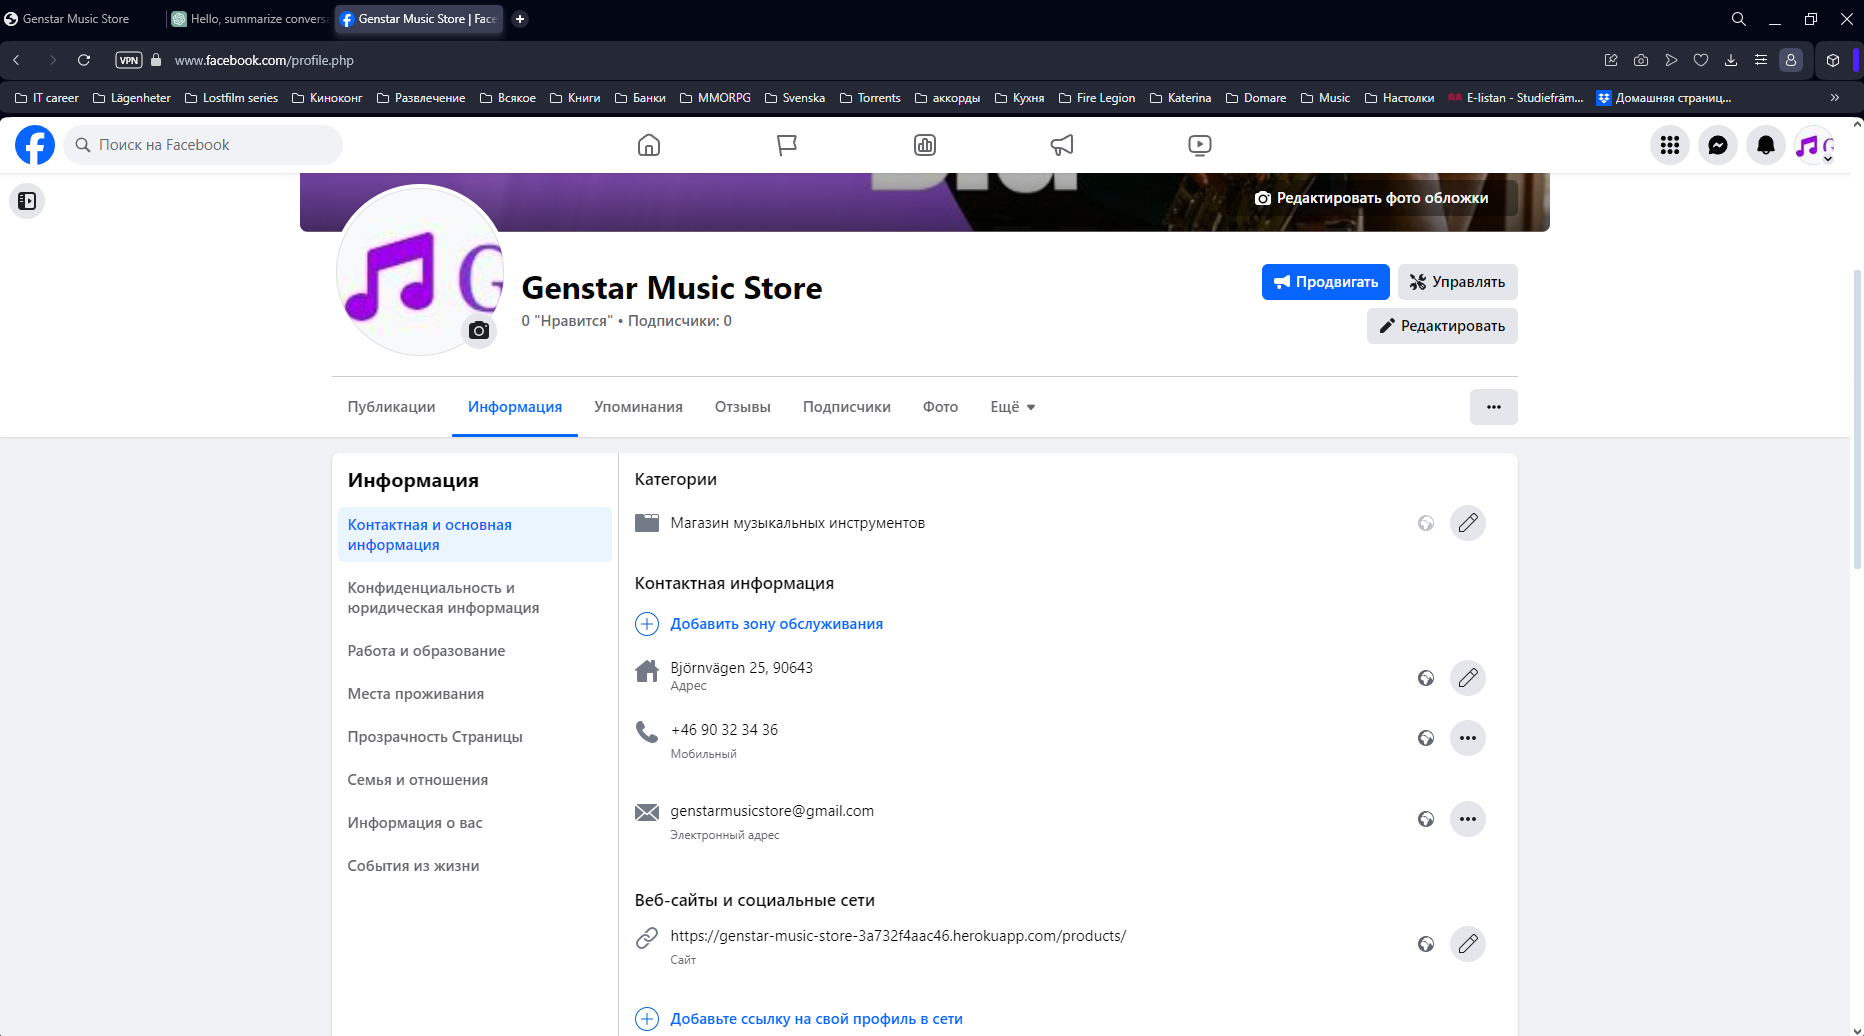 Genstar Music Store
Hello, summarize convers
Genstar Music Store | Face
VPN
www.facebook.com/profile.php
IT career
Lägenheter
Lostfilm series
Киноконг
Развлечение
Всякое
Книги
Банки
MMORPG
Svenska
Torrents
аккорды
Кухня
Fire Legion
Katerina
Domare
Music
Настолки
E-listan - Studiefräm...
Домашняя страниц...
Поиск на Facebook
Редактировать фото обложки
G
Genstar Music Store
0 "Нравится" • Подписчики: 0
Продвигать
Управлять
Редактировать
Публикации
Информация
Упоминания
Отзывы
Подписчики
Фото
Ещё
Информация
Контактная и основная
информация
Конфиденциальность и
юридическая информация
Работа и образование
Места проживания
Прозрачность Страницы
Семья и отношения
Информация о вас
События из жизни
Категории
Магазин музыкальных инструментов
Контактная информация
Добавить зону обслуживания
Björnvägen 25, 90643
Адрес
+46 90 32 34 36
Мобильный
genstarmusicstore@gmail.com
Электронный адрес
Веб-сайты и социальные сети
https://genstar-music-store-3a732f4aac46.herokuapp.com/products/
Сайт
Добавьте ссылку на свой профиль в сети